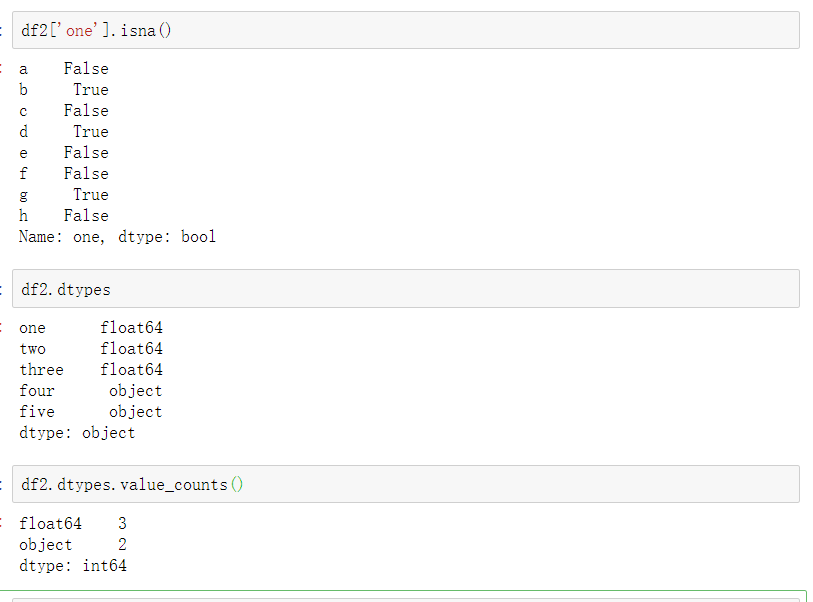 df2['one'].isna()
a    False
b     True
c    False
d     True
e    False
f    False
g     True
h    False
Name: one, dtype: bool
df2.dtypes
one      float64
two      float64
three    float64
four      object
five      object
dtype: object
df2.dtypes.value_counts()
float64    3
object     2
dtype: int64